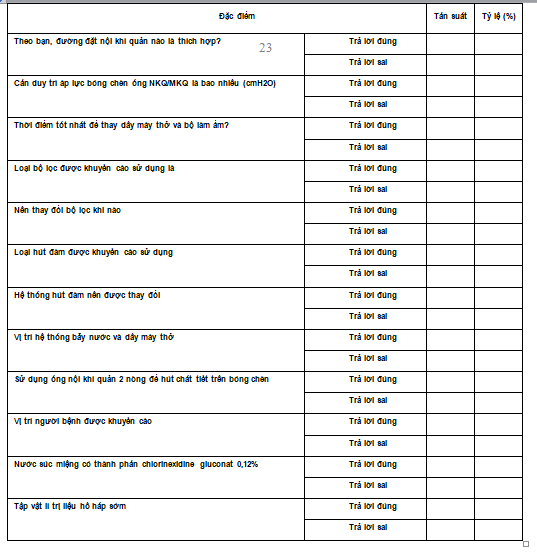 Đặc điểm Tần suất Tỷ lệ (%)
Theo bạn, đường đặt nội khí quản nào là thích hợp? Trả lời đúng
23
Trả lời sai
Cần duy trì áp lực bóng chèn ống NKQ/MKQ là bao nhiêu (cmH2O) Trả lời đúng
Trả lời sai
Thời điểm tốt nhất để thay dây máy thở và bộ làm ẩm? Trả lời đúng
Trả lời sai
Loại bộ lọc được khuyến cáo sử dụng là Trả lời đúng
Trả lời sai
Nên thay đổi bộ lọc khi nào Trả lời đúng
Trả lời sai
Loại hút đàm được khuyến cáo sử dụng Trả lời đúng
Trả lời sai
Hệ thống hút đàm nên được thay đổi Trả lời đúng
Trả lời sai
Vị trí hệ thống bẫy nước và dây máy thở Trả lời đúng
Trả lời sai
Sử dụng ống nội khí quản 2 nòng để hút chất tiết trên bóng chèn Trả lời đúng
Trả lời sai
Vị trí người bệnh được khuyến cáo Trả lời đúng
Trả lời sai
Nước súc miệng có thành phần chlorinexidine gluconat 0,12% Trả lời đúng
Trả lời sai
Tập vật lí trị liệu hô hấp sớm Trả lời đúng
Trả lời sai